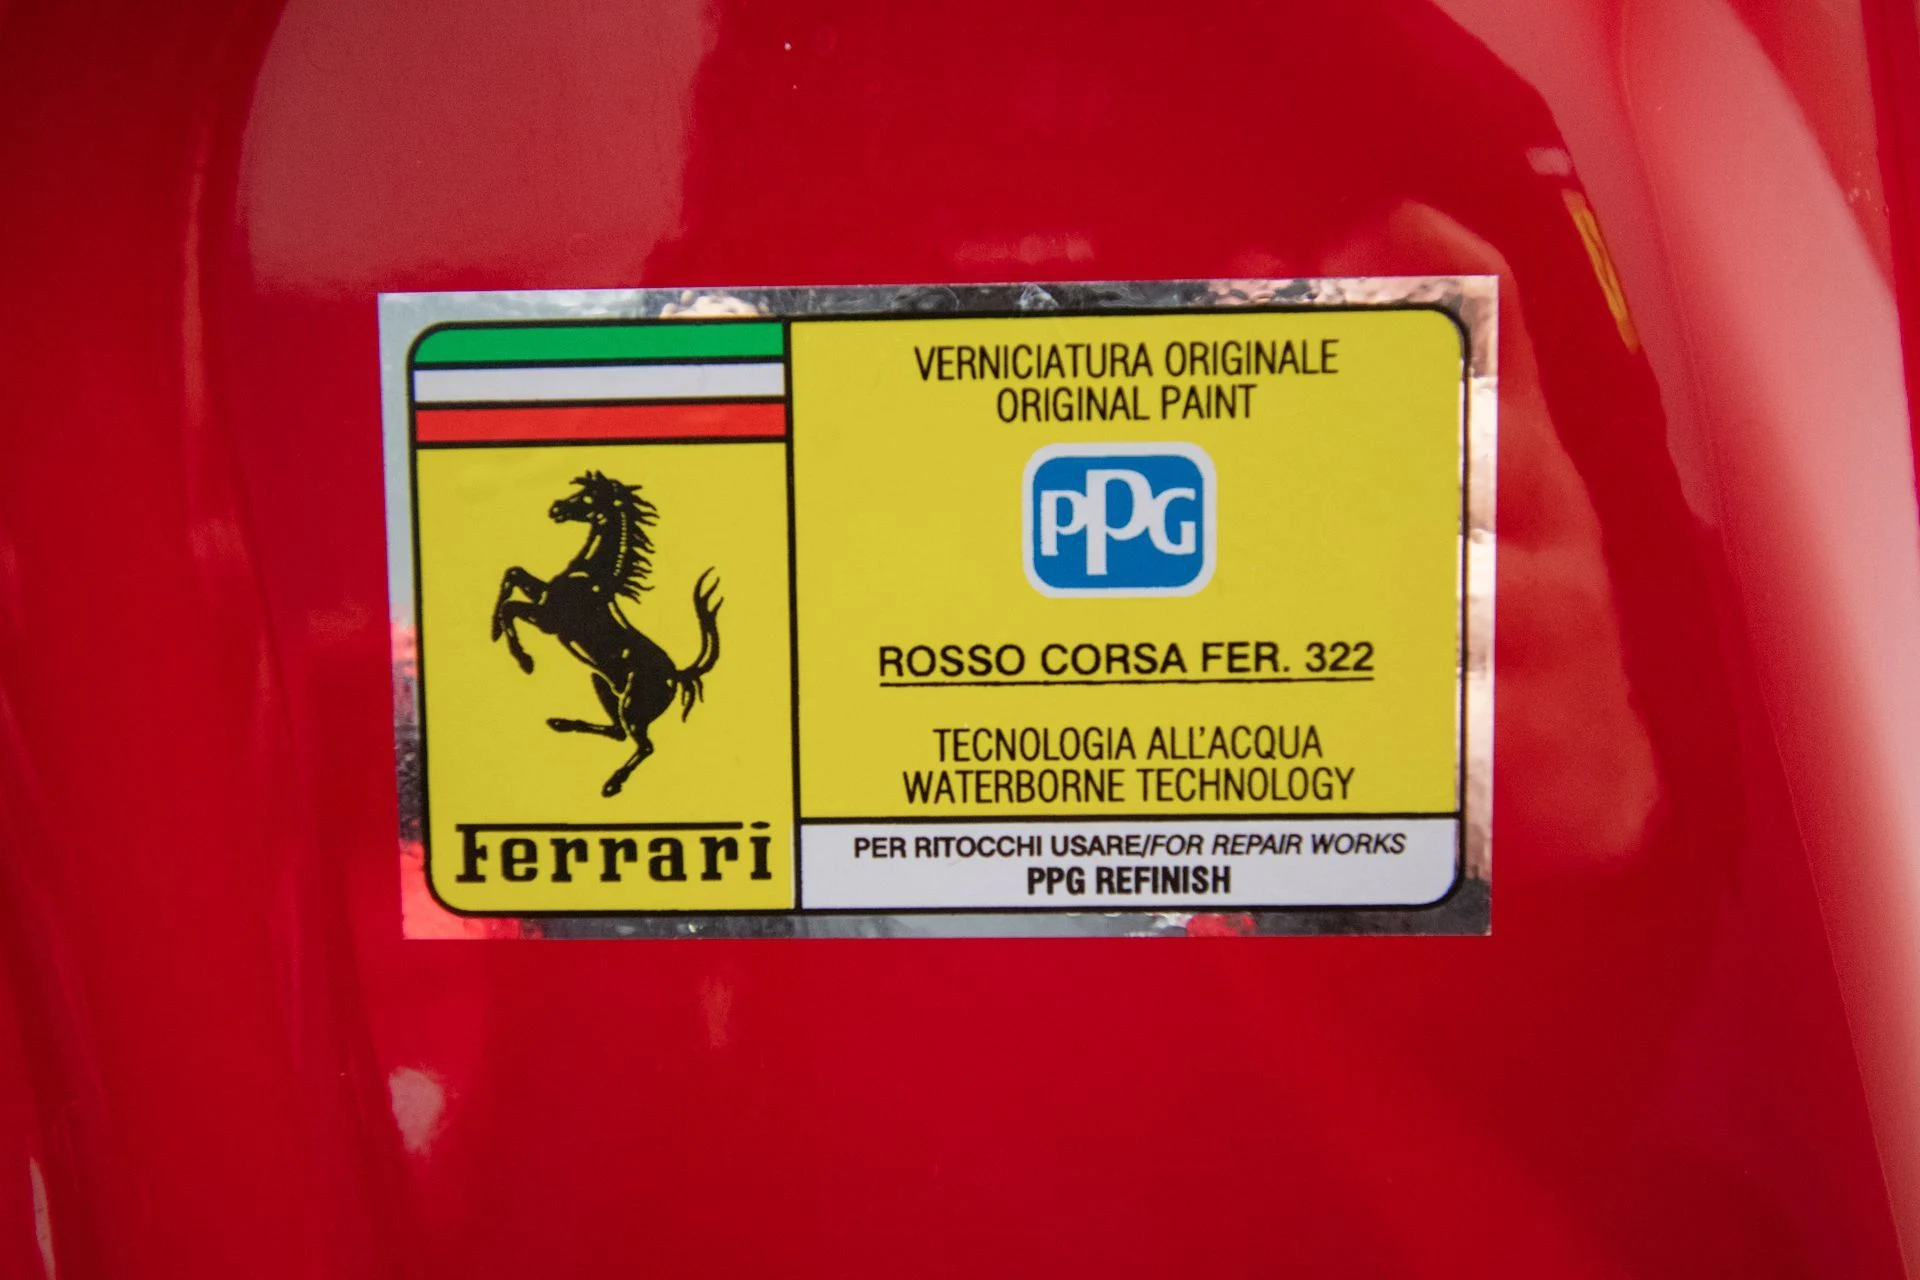 Ferrari
VERNICIATURA ORIGINALE
ORIGINAL PAINT
PPG
ROSSO CORSA FER. 322
TECNOLOGIA ALL'ACQUA
WATERBORNE TECHNOLOGY
PER RITOCCHI USARE/FOR REPAIR WORKS
PPG REFINISH